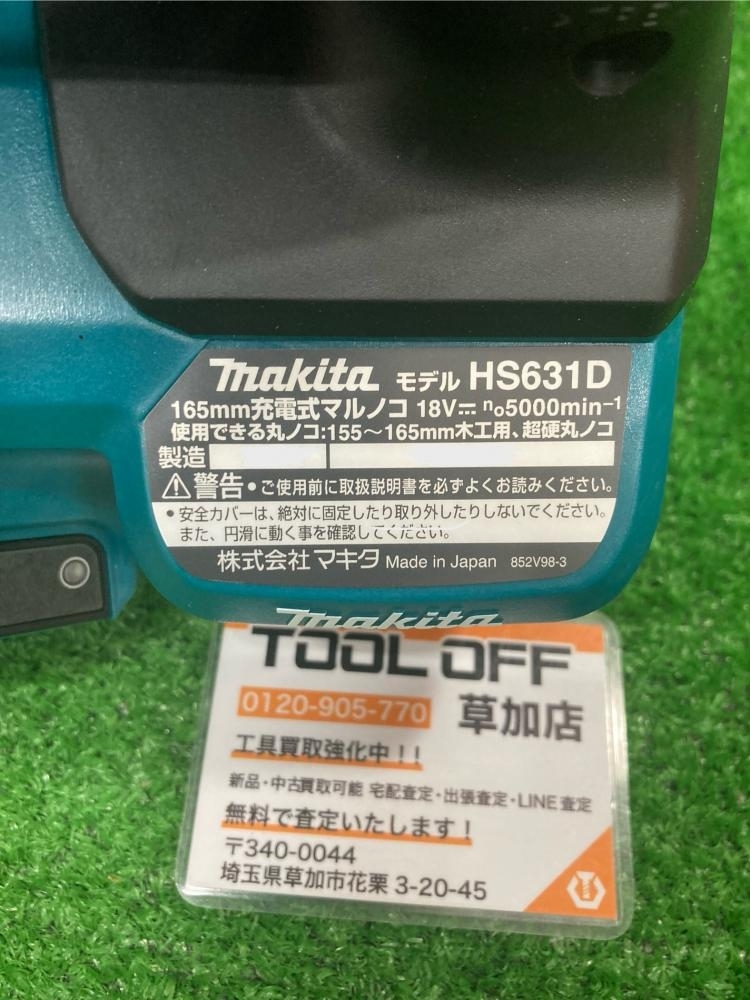 makita モデル HS631D
165mm充電式マルノコ 18V⎓ n₀5000min⁻¹
使用できる丸ノコ:155～165mm木工用、超硬丸ノコ
製造
⚠警告・ご使用前に取扱説明書を必ずよくお読みください。
・安全カバーは、絶対に固定したり取り外したりしないでください。
また、円滑に動く事を確認してください。
株式会社マキタ Made in Japan 852V98-3
makita
TOOL OFF
0120-905-770 草加店
工具買取強化中!!
新品・中古買取可能 宅配査定・出張査定・LINE査定
無料で査定いたします!
〒340-0044
埼玉県草加市花栗 3-20-45